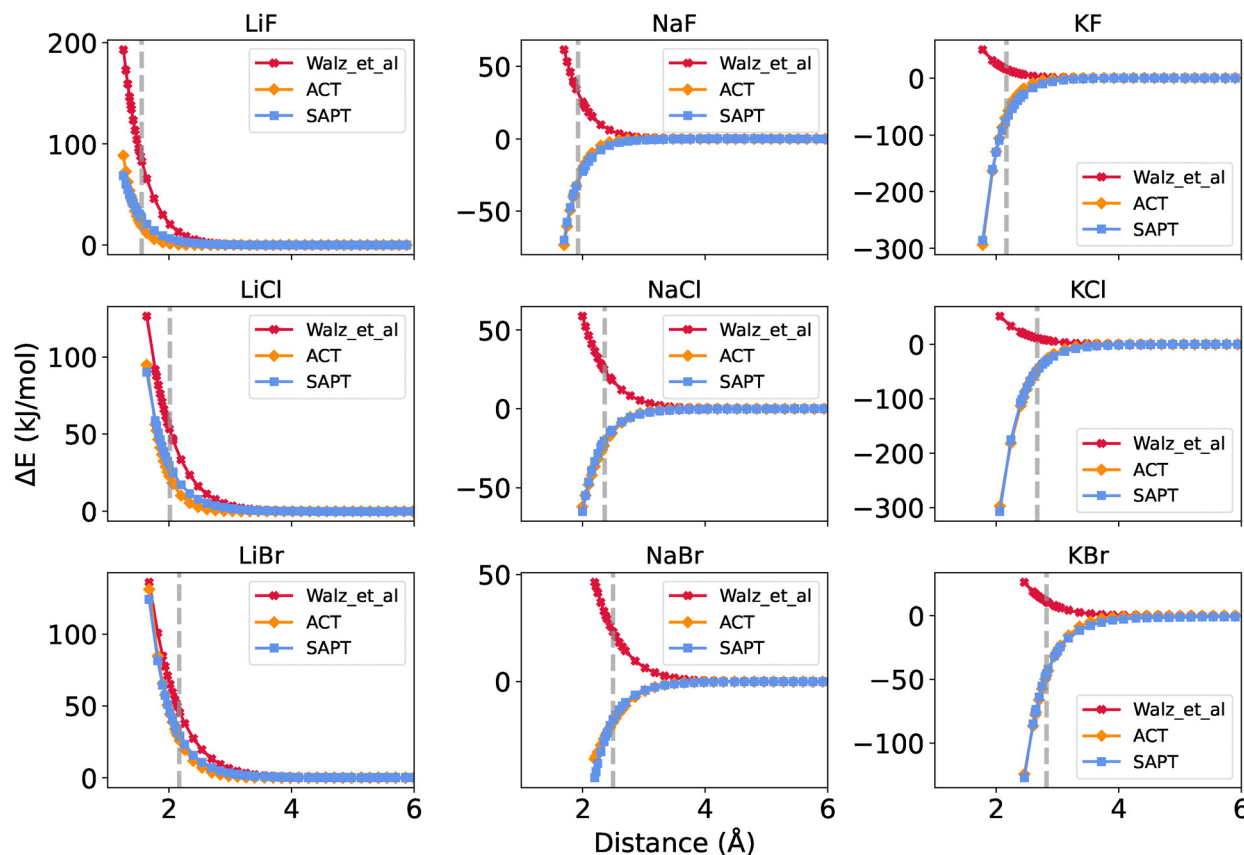 LiF
NaF
KF
200
100
0
Walz_et_al
ACT
SAPT
50
0
−50
Walz_et_al
ACT
SAPT
0
−100
−200
−300
Walz_et_al
ACT
SAPT
LiCl
NaCl
KCl
ΔE (kJ/mol)
100
50
0
Walz_et_al
ACT
SAPT
50
0
−50
Walz_et_al
ACT
SAPT
0
−100
−200
−300
Walz_et_al
ACT
SAPT
LiBr
NaBr
KBr
100
50
0
Walz_et_al
ACT
SAPT
50
0
Walz_et_al
ACT
SAPT
0
−50
−100
Walz_et_al
ACT
SAPT
2 4 6
2 4 6
2 4 6
Distance (Å)